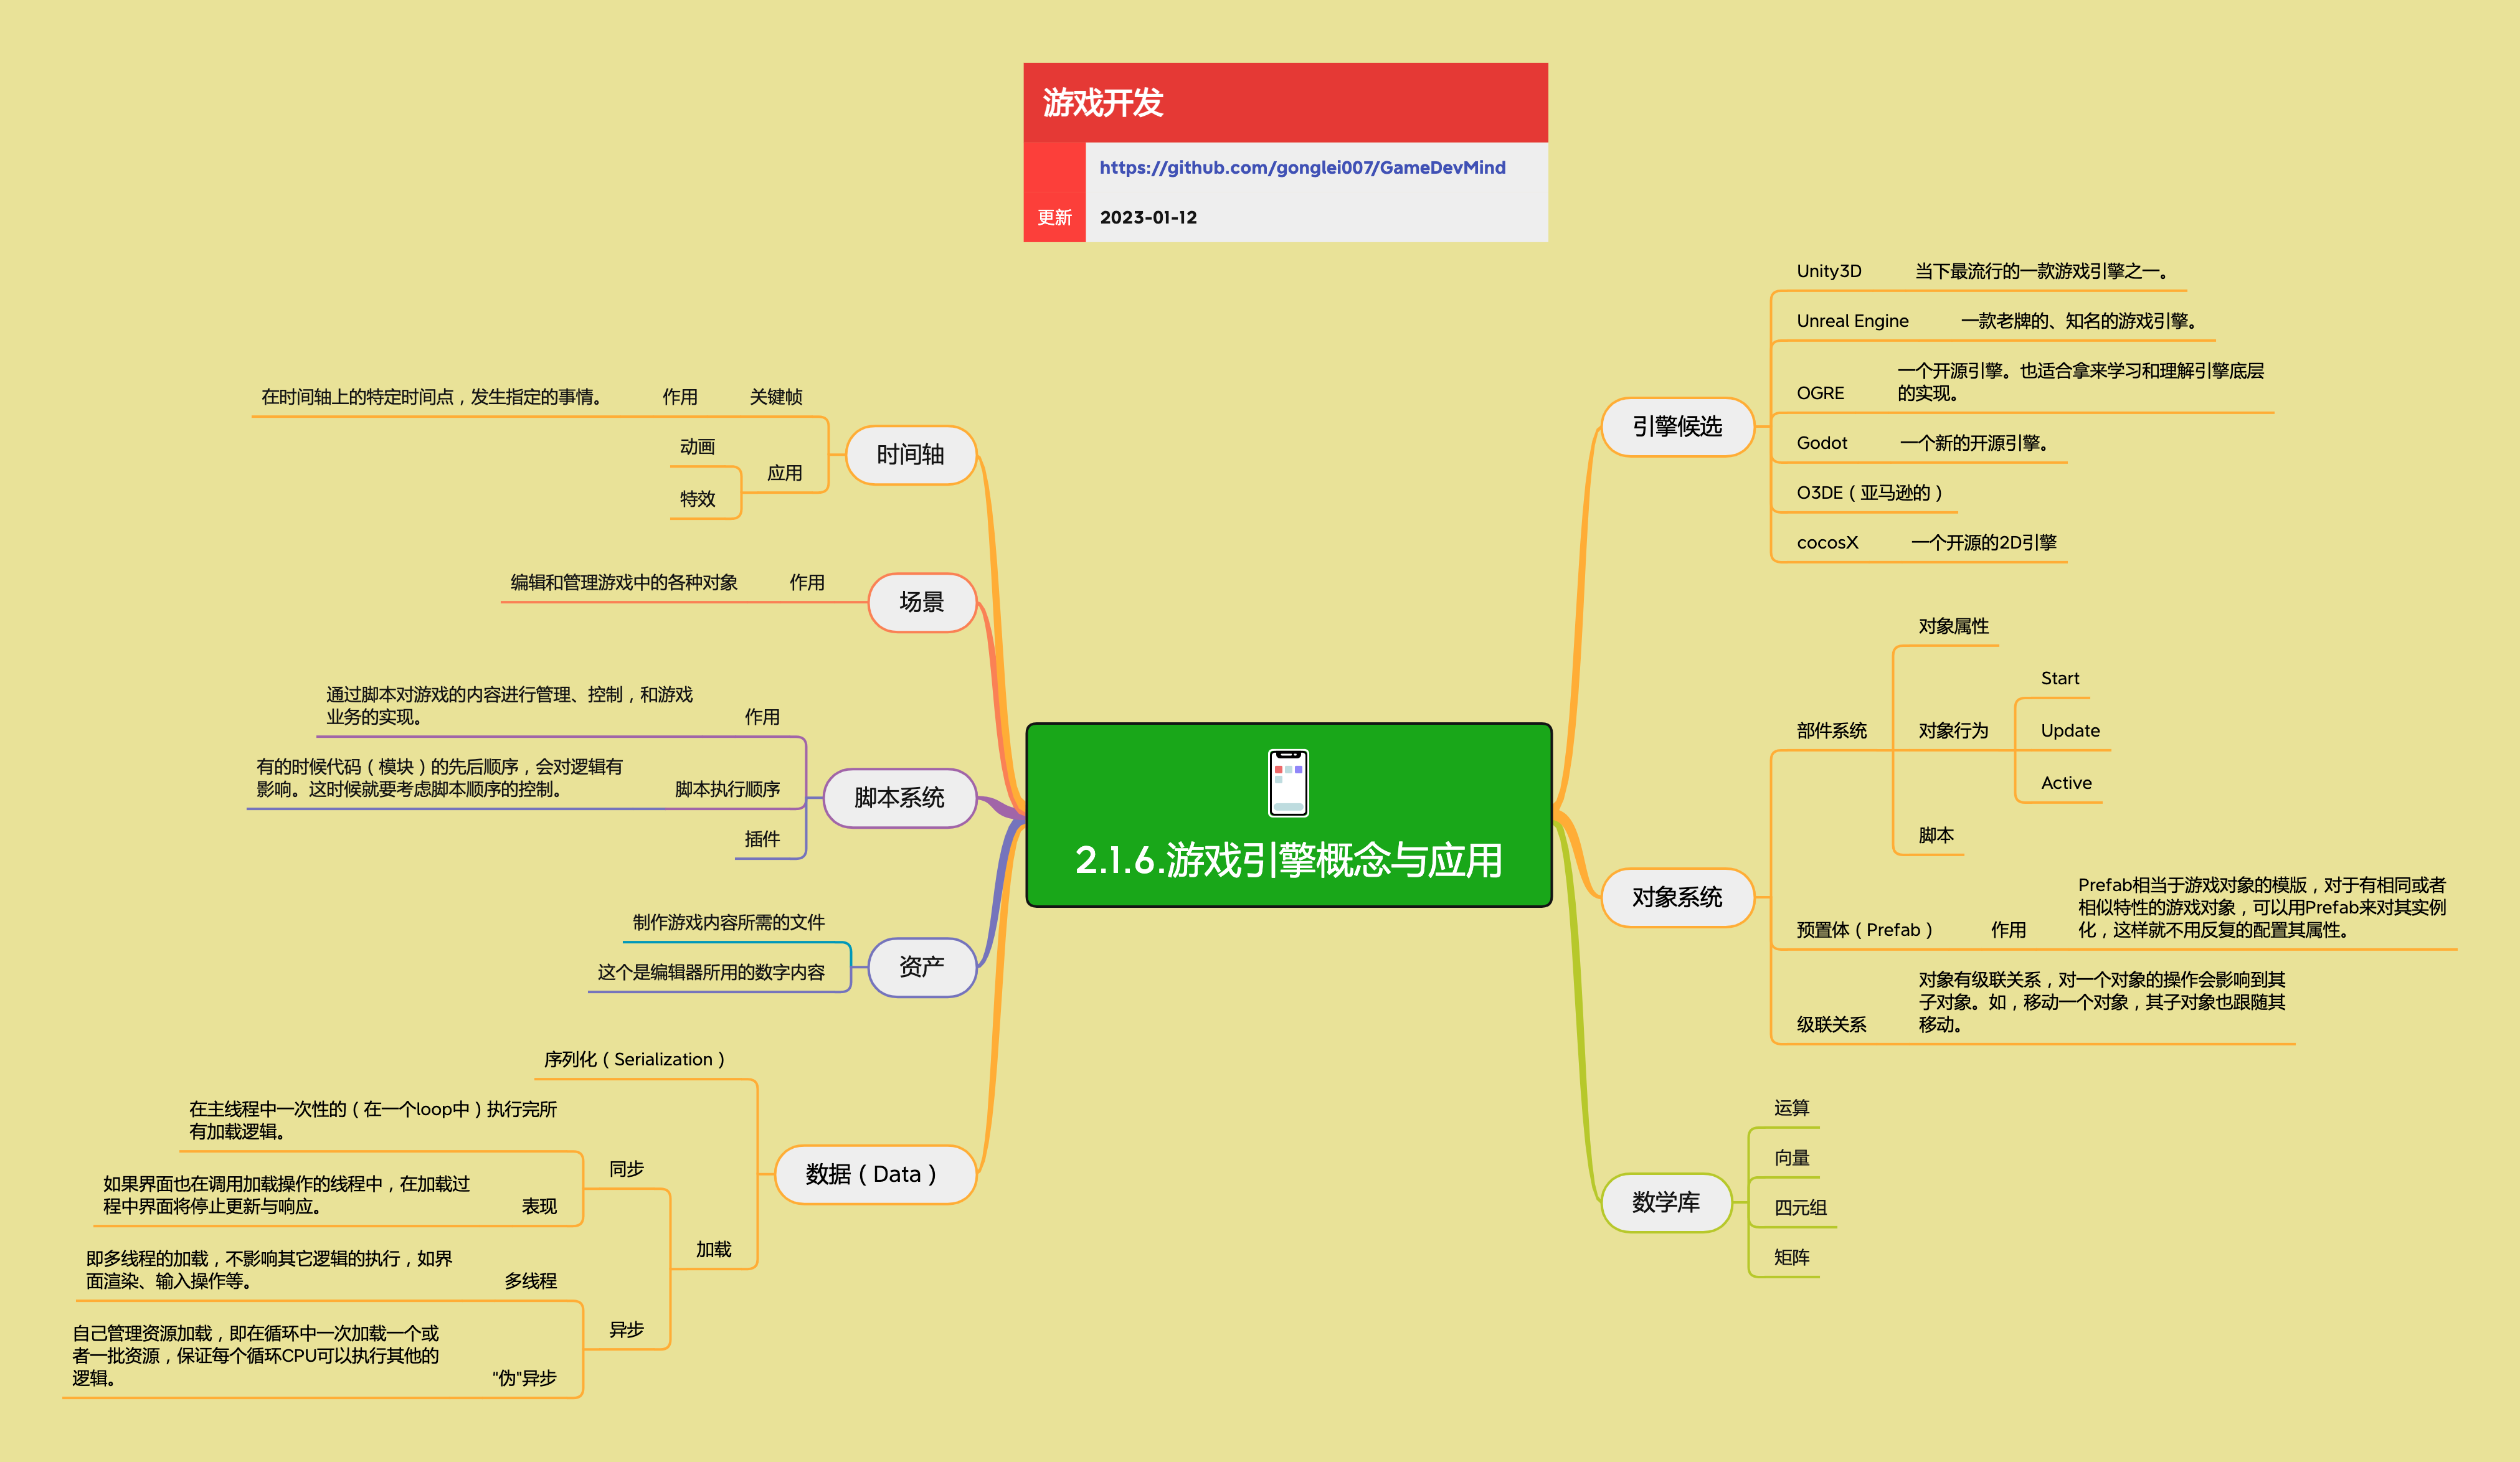 游戏开发
https://github.com/gonglei007/GameDevMind
更新 2023-01-12
2.1.6.游戏引擎概念与应用
引擎候选
Unity3D 当下最流行的一款游戏引擎之一。
Unreal Engine 一款老牌的、知名的游戏引擎。
OGRE 一个开源引擎。也适合拿来学习和理解引擎底层
的实现。
Godot 一个新的开源引擎。
O3DE（亚马逊的）
cocosX 一个开源的2D引擎
对象系统
部件系统
对象属性
对象行为
Start
Update
Active
脚本
预置体（Prefab） 作用
Prefab相当于游戏对象的模版，对于有相同或者
相似特性的游戏对象，可以用Prefab来对其实例
化，这样就不用反复的配置其属性。
级联关系
对象有级联关系，对一个对象的操作会影响到其
子对象。如，移动一个对象，其子对象也跟随其
移动。
数学库
运算
向量
四元组
矩阵
时间轴
关键帧
作用
在时间轴上的特定时间点，发生指定的事情。
应用
动画
特效
场景
作用
编辑和管理游戏中的各种对象
脚本系统
作用
通过脚本对游戏的内容进行管理、控制，和游戏
业务的实现。
脚本执行顺序
有的时候代码（模块）的先后顺序，会对逻辑有
影响。这时候就要考虑脚本顺序的控制。
插件
资产
制作游戏内容所需的文件
这个是编辑器所用的数字内容
数据（Data）
序列化（Serialization）
加载
同步
在主线程中一次性的（在一个loop中）执行完所
有加载逻辑。
表现
如果界面也在调用加载操作的线程中，在加载过
程中界面将停止更新与响应。
异步
多线程
即多线程的加载，不影响其它逻辑的执行，如界
面渲染、输入操作等。
"伪"异步
自己管理资源加载，即在循环中一次加载一个或
者一批资源，保证每个循环CPU可以执行其他的
逻辑。